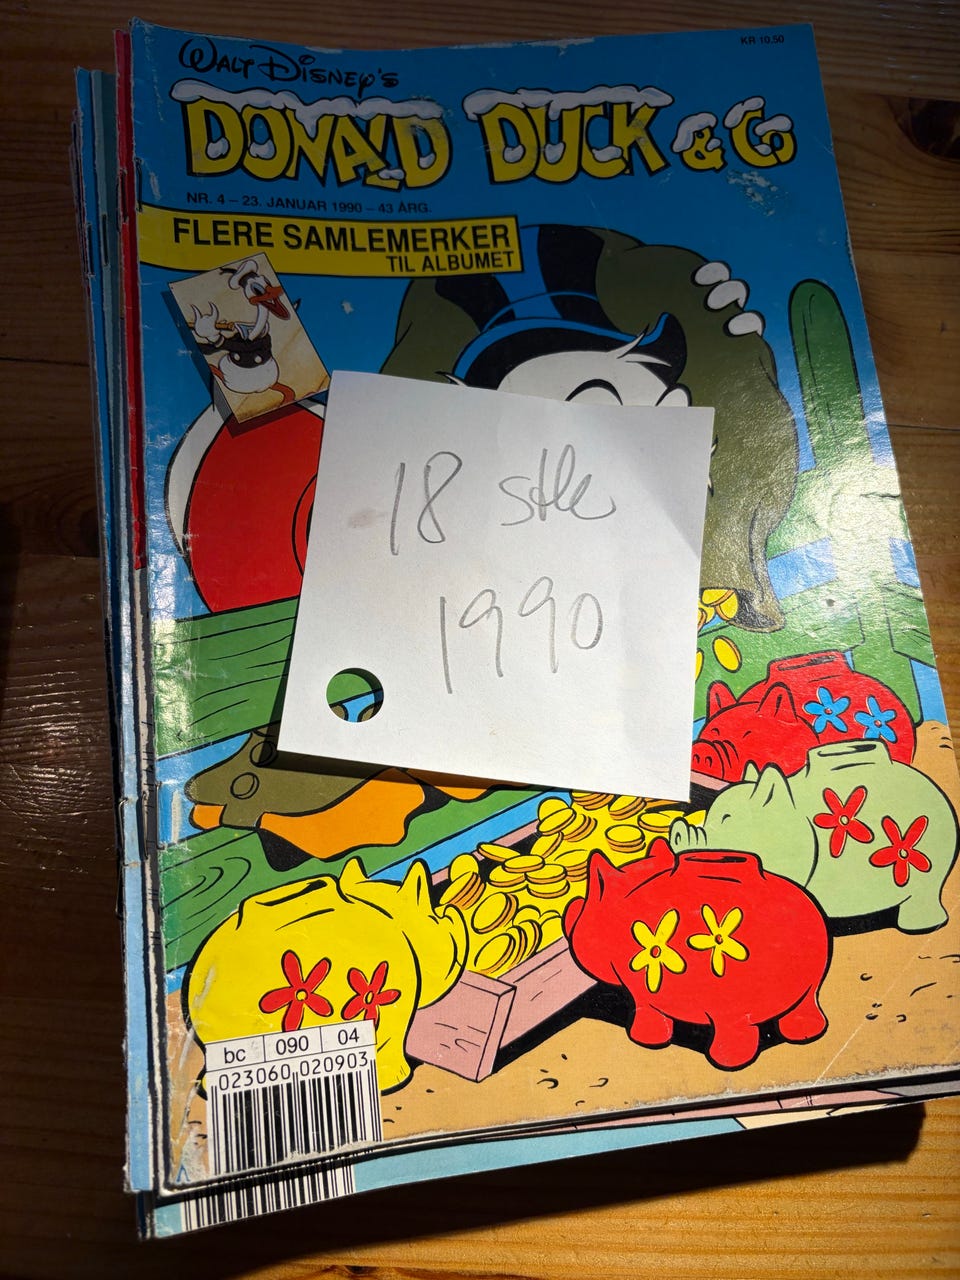 KR 10,50
WALT DISNEY'S
DONALD DUCK & Co
NR. 4 – 23. JANUAR 1990 – 43 ÅRG.
FLERE SAMLEMERKER
TIL ALBUMET
18 stk
1990
bc 090 04
023060 020903